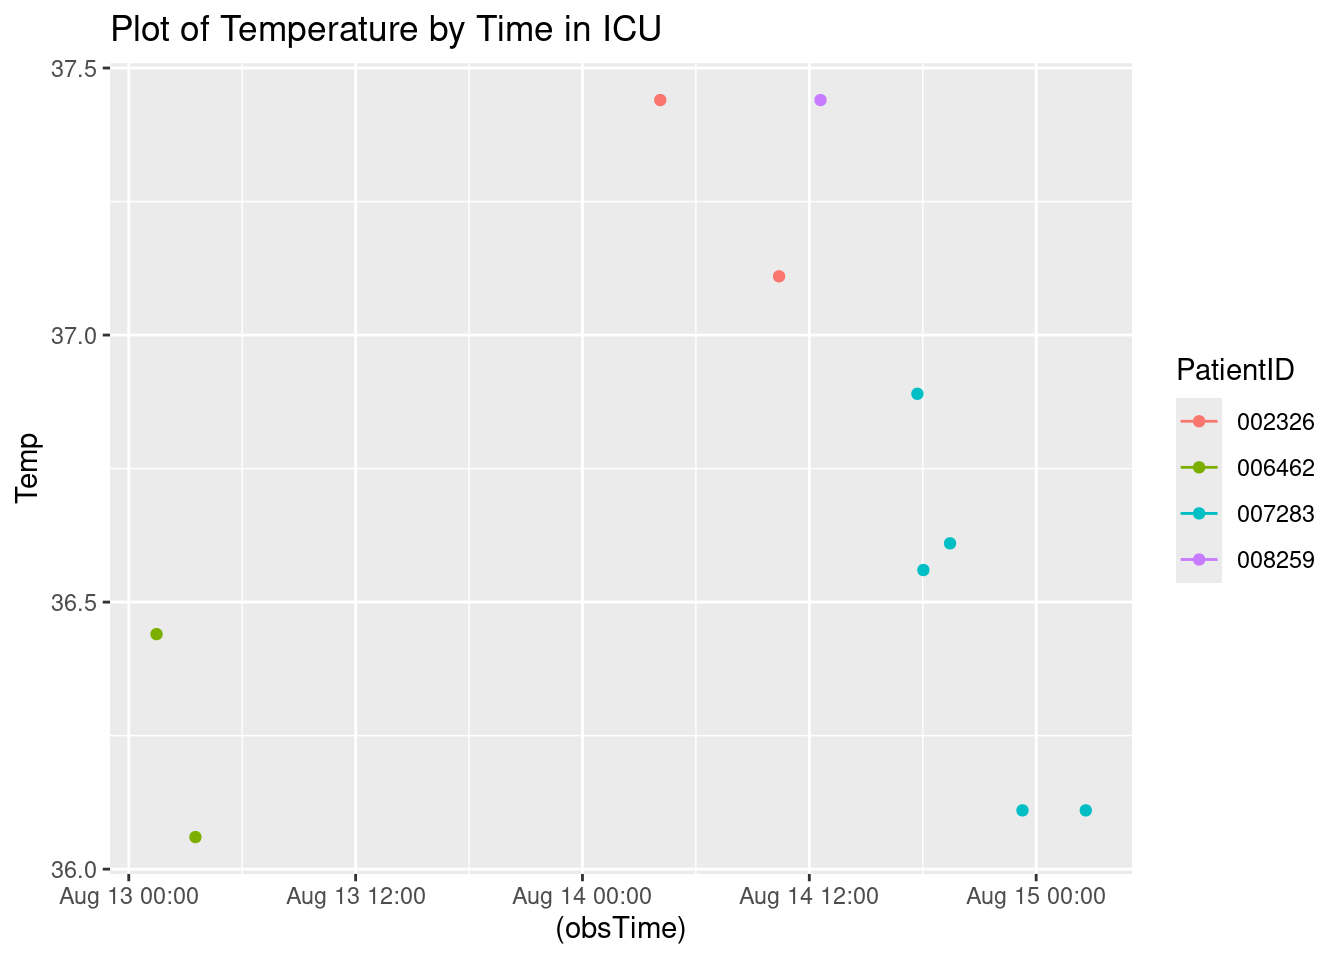 Plot of Temperature by Time in ICU
37.5
37.0
36.5
36.0
Temp
Aug 13 00:00 Aug 13 12:00 Aug 14 00:00 Aug 14 12:00 Aug 15 00:00
(obsTime)
PatientID
002326
006462
007283
008259